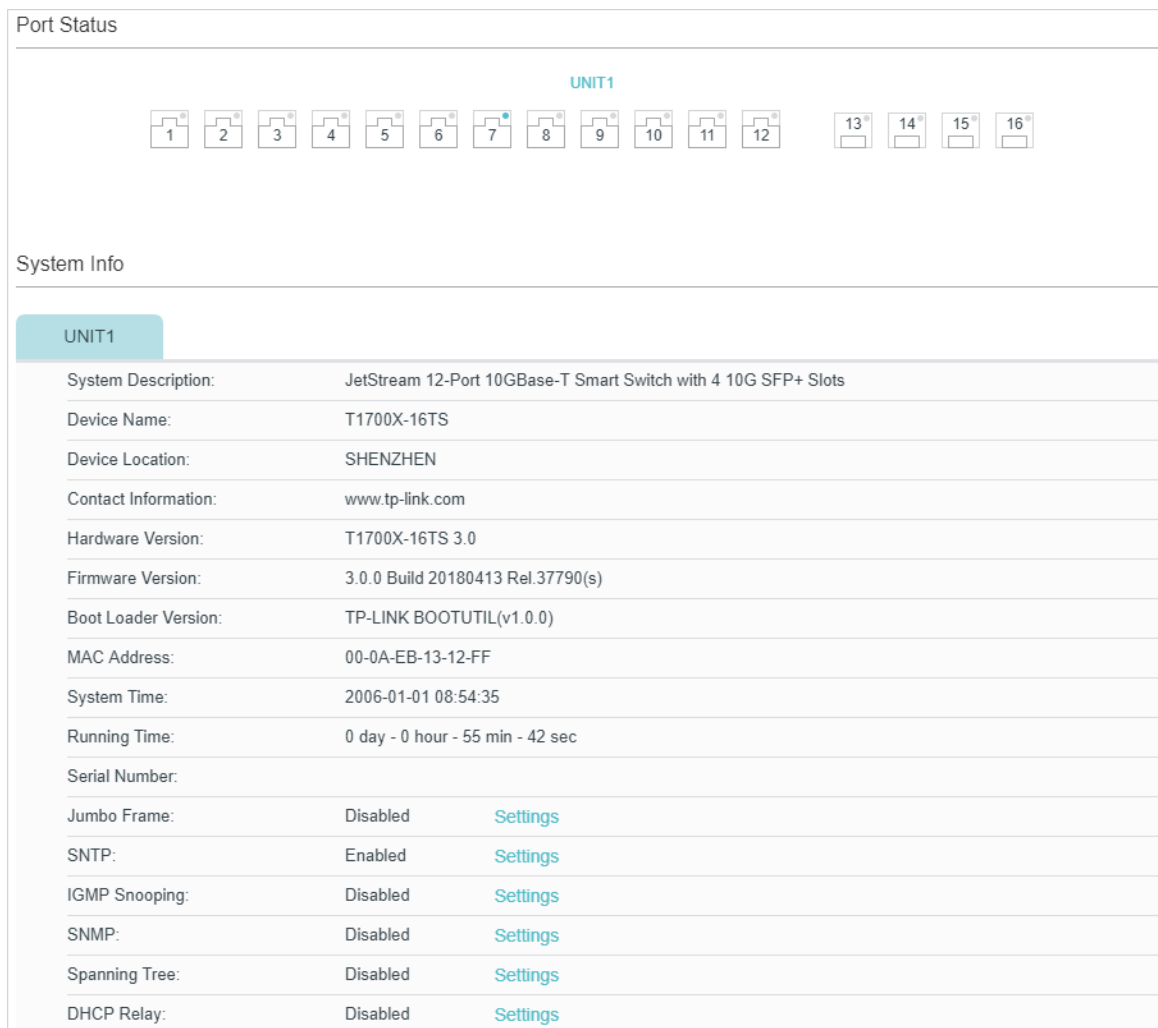 Port Status
UNIT1
1 2 3 4 5 6 7 8 9 10 11 12 13 14 15 16
System Info
UNIT1
System Description: JetStream 12-Port 10GBase-T Smart Switch with 4 10G SFP+ Slots
Device Name: T1700X-16TS
Device Location: SHENZHEN
Contact Information: www.tp-link.com
Hardware Version: T1700X-16TS 3.0
Firmware Version: 3.0.0 Build 20180413 Rel.37790(s)
Boot Loader Version: TP-LINK BOOTUTIL(v1.0.0)
MAC Address: 00-0A-EB-13-12-FF
System Time: 2006-01-01 08:54:35
Running Time: 0 day - 0 hour - 55 min - 42 sec
Serial Number:
Jumbo Frame: Disabled Settings
SNTP: Enabled Settings
IGMP Snooping: Disabled Settings
SNMP: Disabled Settings
Spanning Tree: Disabled Settings
DHCP Relay: Disabled Settings